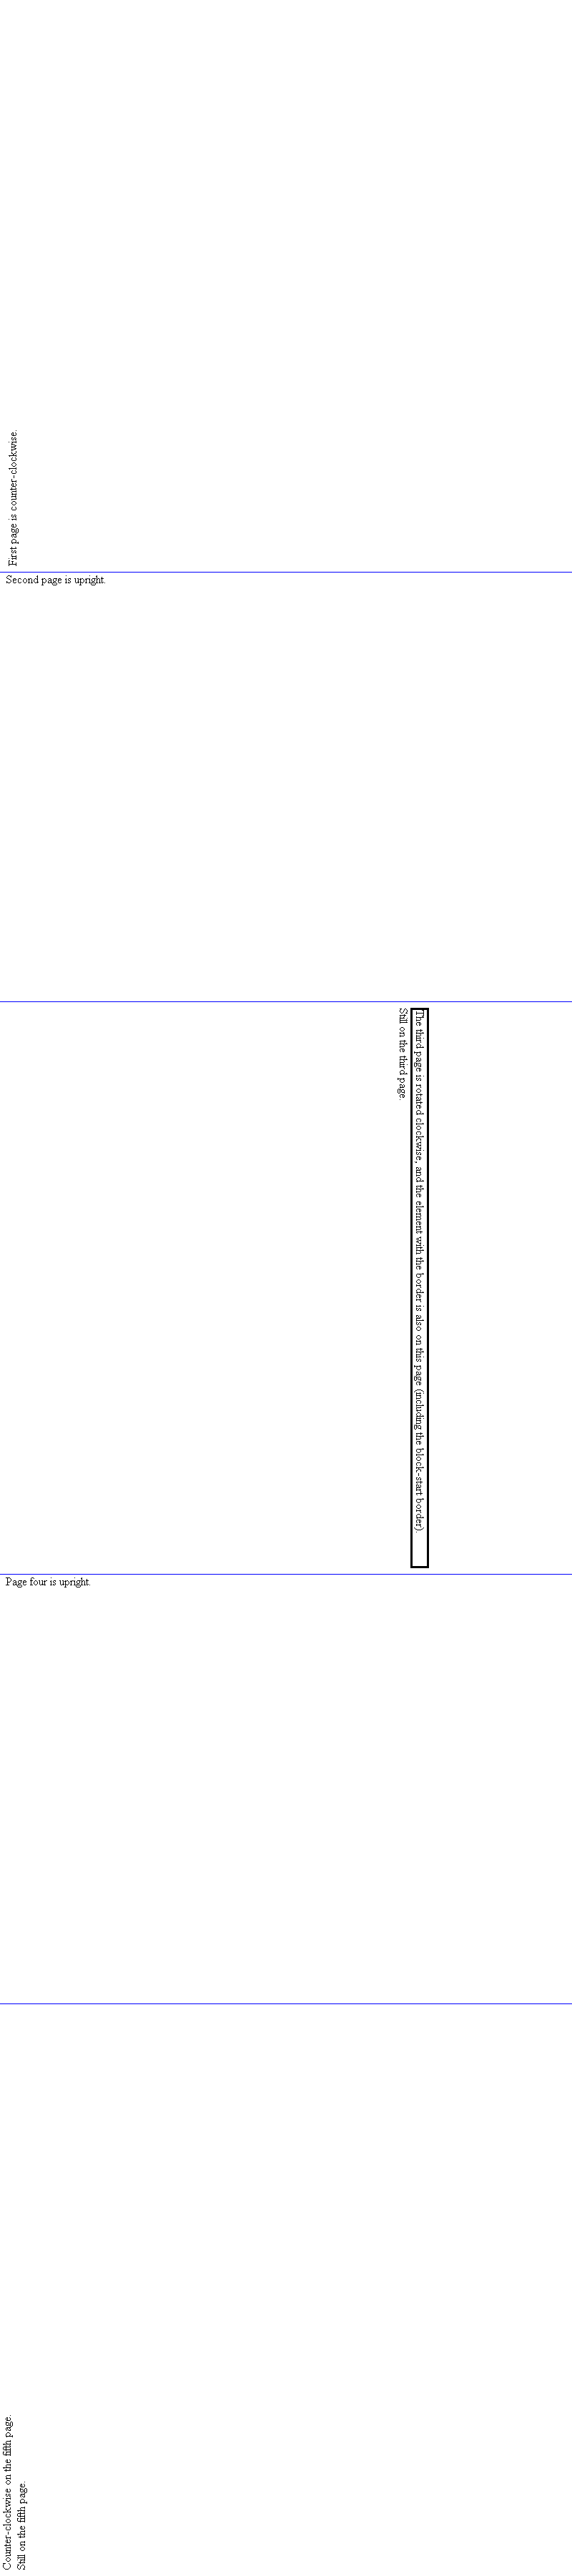 First page is counter-clockwise.
Second page is upright.
The third page is rotated clockwise, and the element with the border is also on this page (including the block-start border).
Still on the third page.
Page four is upright.
Counter-clockwise on the fifth page.
Still on the fifth page.